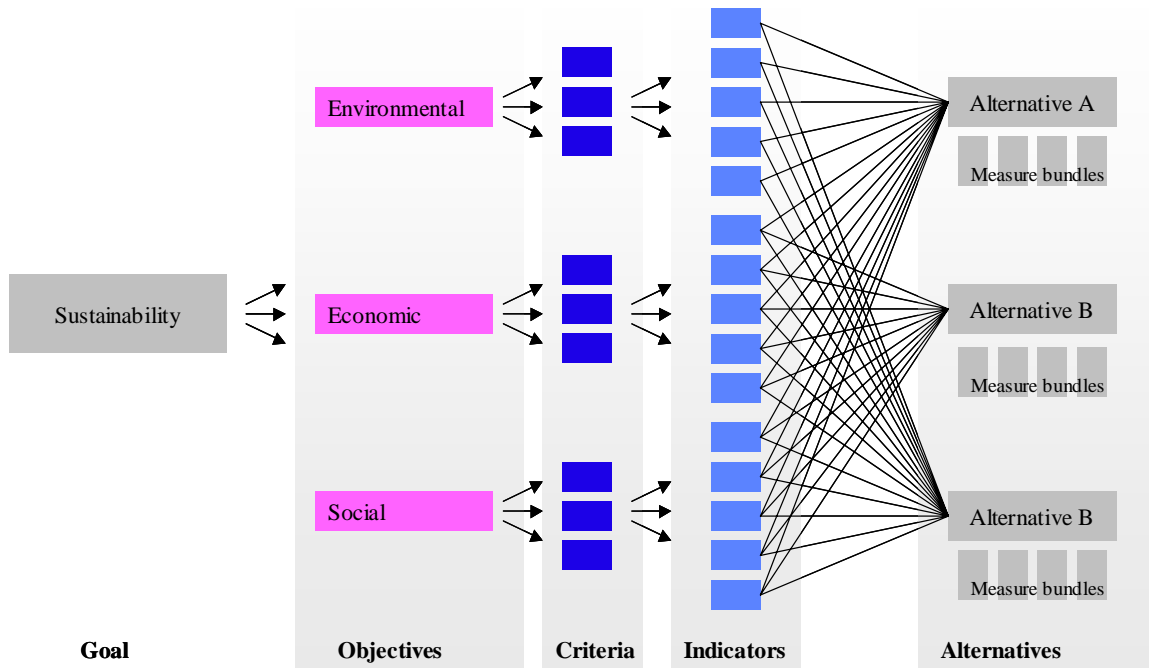 Sustainability
Environmental
Economic
Social
Alternative A
Measure bundles
Alternative B
Measure bundles
Alternative B
Measure bundles
Goal
Objectives
Criteria
Indicators
Alternatives